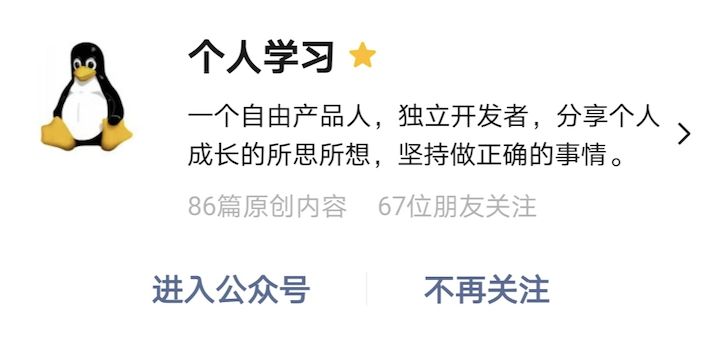 个人学习
一个自由产品人，独立开发者，分享个人
成长的所思所想，坚持做正确的事情。
86篇原创内容 67位朋友关注
进入公众号 不再关注